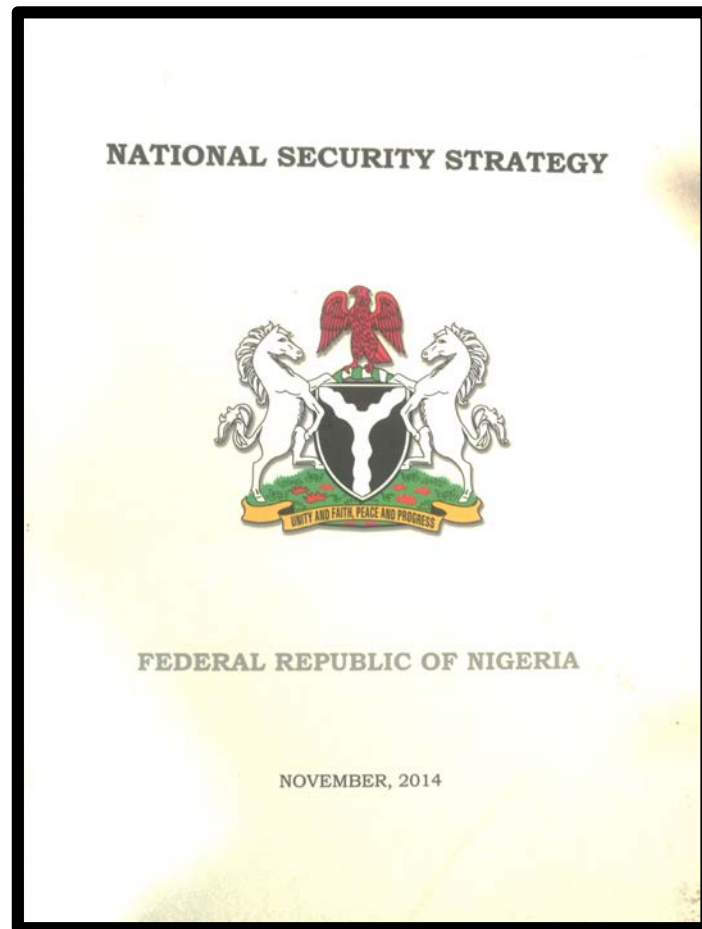 NATIONAL SECURITY STRATEGY
UNITY AND FAITH, PEACE AND PROGRESS
FEDERAL REPUBLIC OF NIGERIA
NOVEMBER, 2014